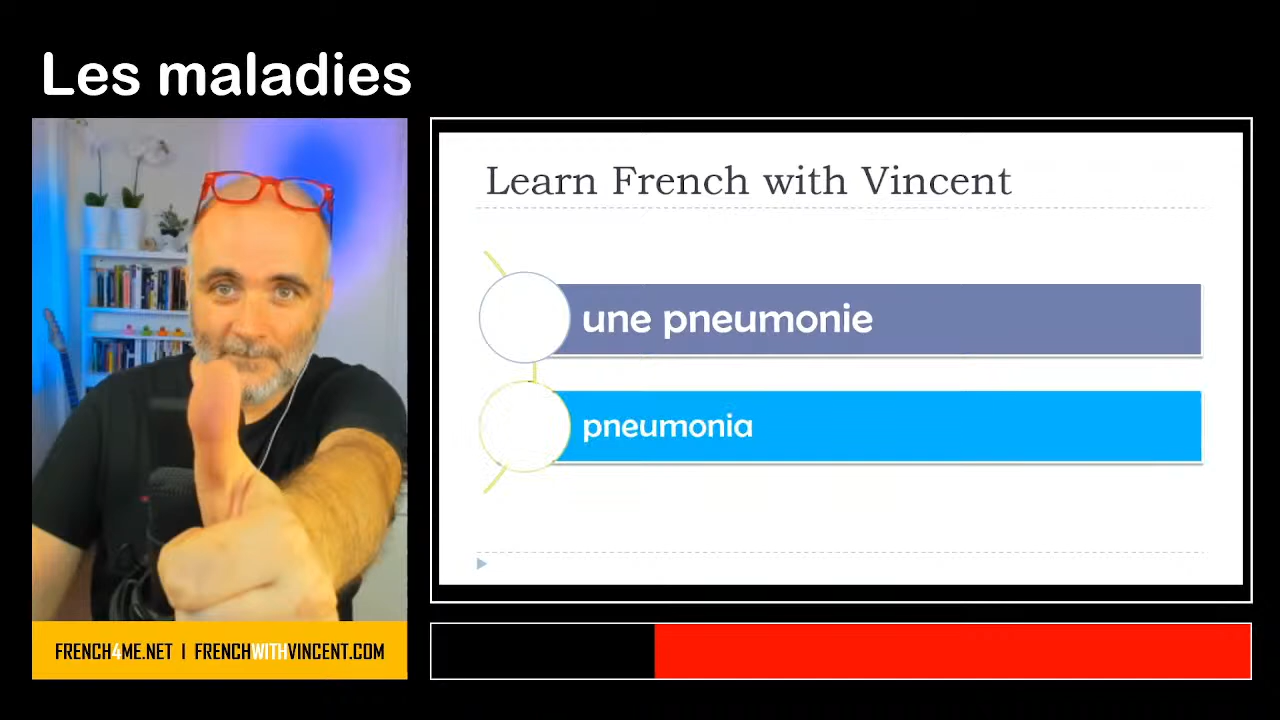 Les maladies
Learn French with Vincent
une pneumonie
pneumonia
FRENCH4ME.NET | FRENCHWITHVINCENT.COM